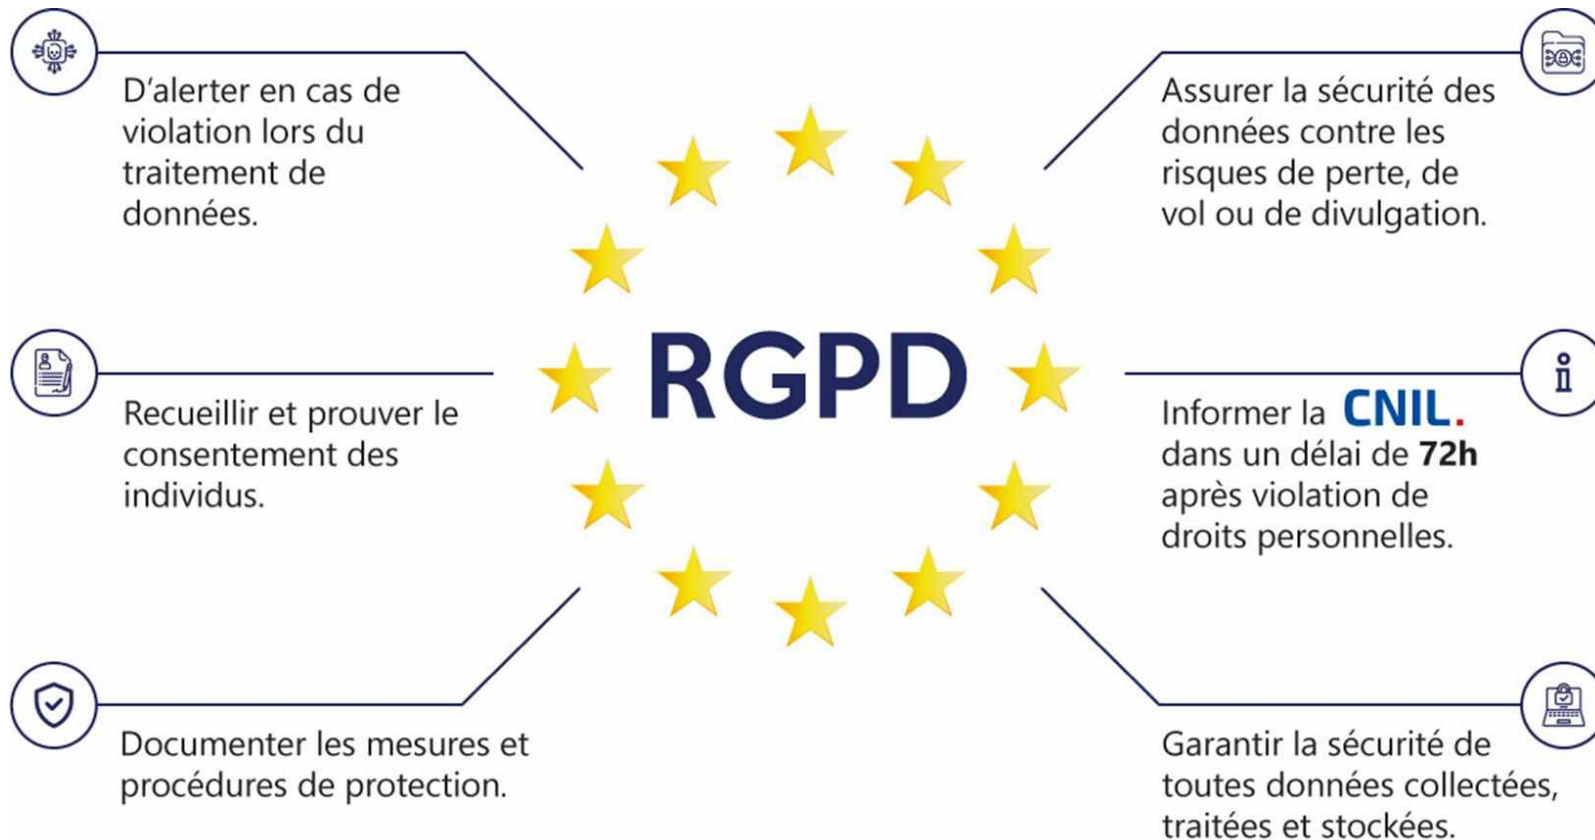 D'alerter en cas de
violation lors du
traitement de
données.
Recueillir et prouver le
consentement des
individus.
Documenter les mesures et
procédures de protection.
RGPD
Assurer la sécurité des
données contre les
risques de perte, de
vol ou de divulgation.
Informer la CNIL.
dans un délai de 72h
après violation de
droits personnelles.
Garantir la sécurité de
toutes données collectées,
traitées et stockées.